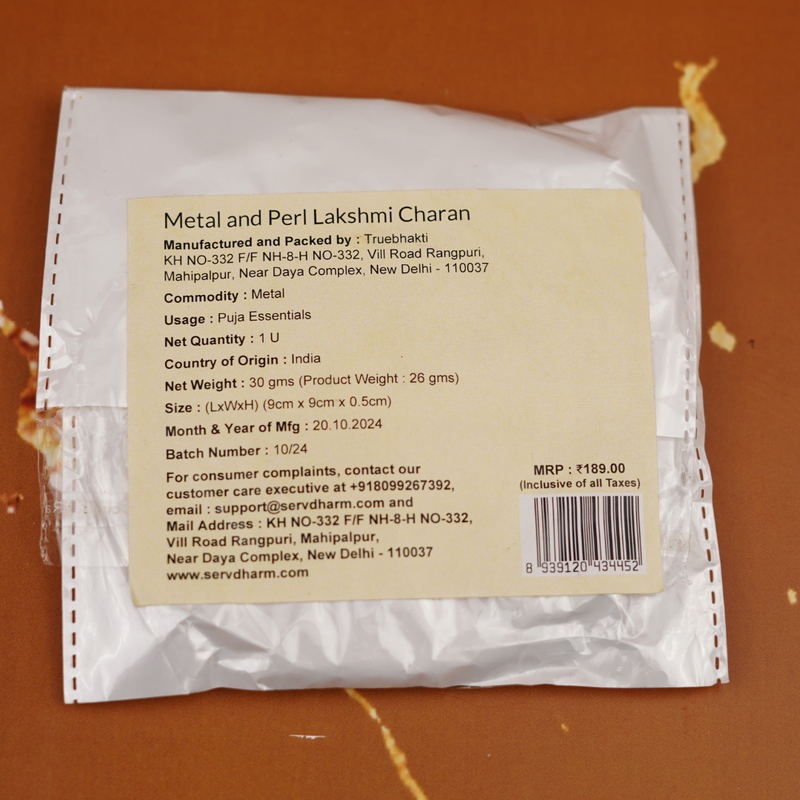 Metal and Perl Lakshmi Charan
Manufactured and Packed by : Truebhakti
KH NO-332 F/F NH-8-H NO-332, Vill Road Rangpuri,
Mahipalpur, Near Daya Complex, New Delhi - 110037
Commodity : Metal
Usage : Puja Essentials
Net Quantity : 1 U
Country of Origin : India
Net Weight : 30 gms (Product Weight : 26 gms)
Size : (LxWxH) (9cm x 9cm x 0.5cm)
Month & Year of Mfg : 20.10.2024
Batch Number : 10/24
For consumer complaints, contact our
customer care executive at +918099267392,
email : support@servdharm.com and
Mail Address : KH NO-332 F/F NH-8-H NO-332,
Vill Road Rangpuri, Mahipalpur,
Near Daya Complex, New Delhi - 110037
www.servdharm.com
MRP : ₹189.00
(Inclusive of all Taxes)
8 939120 434452